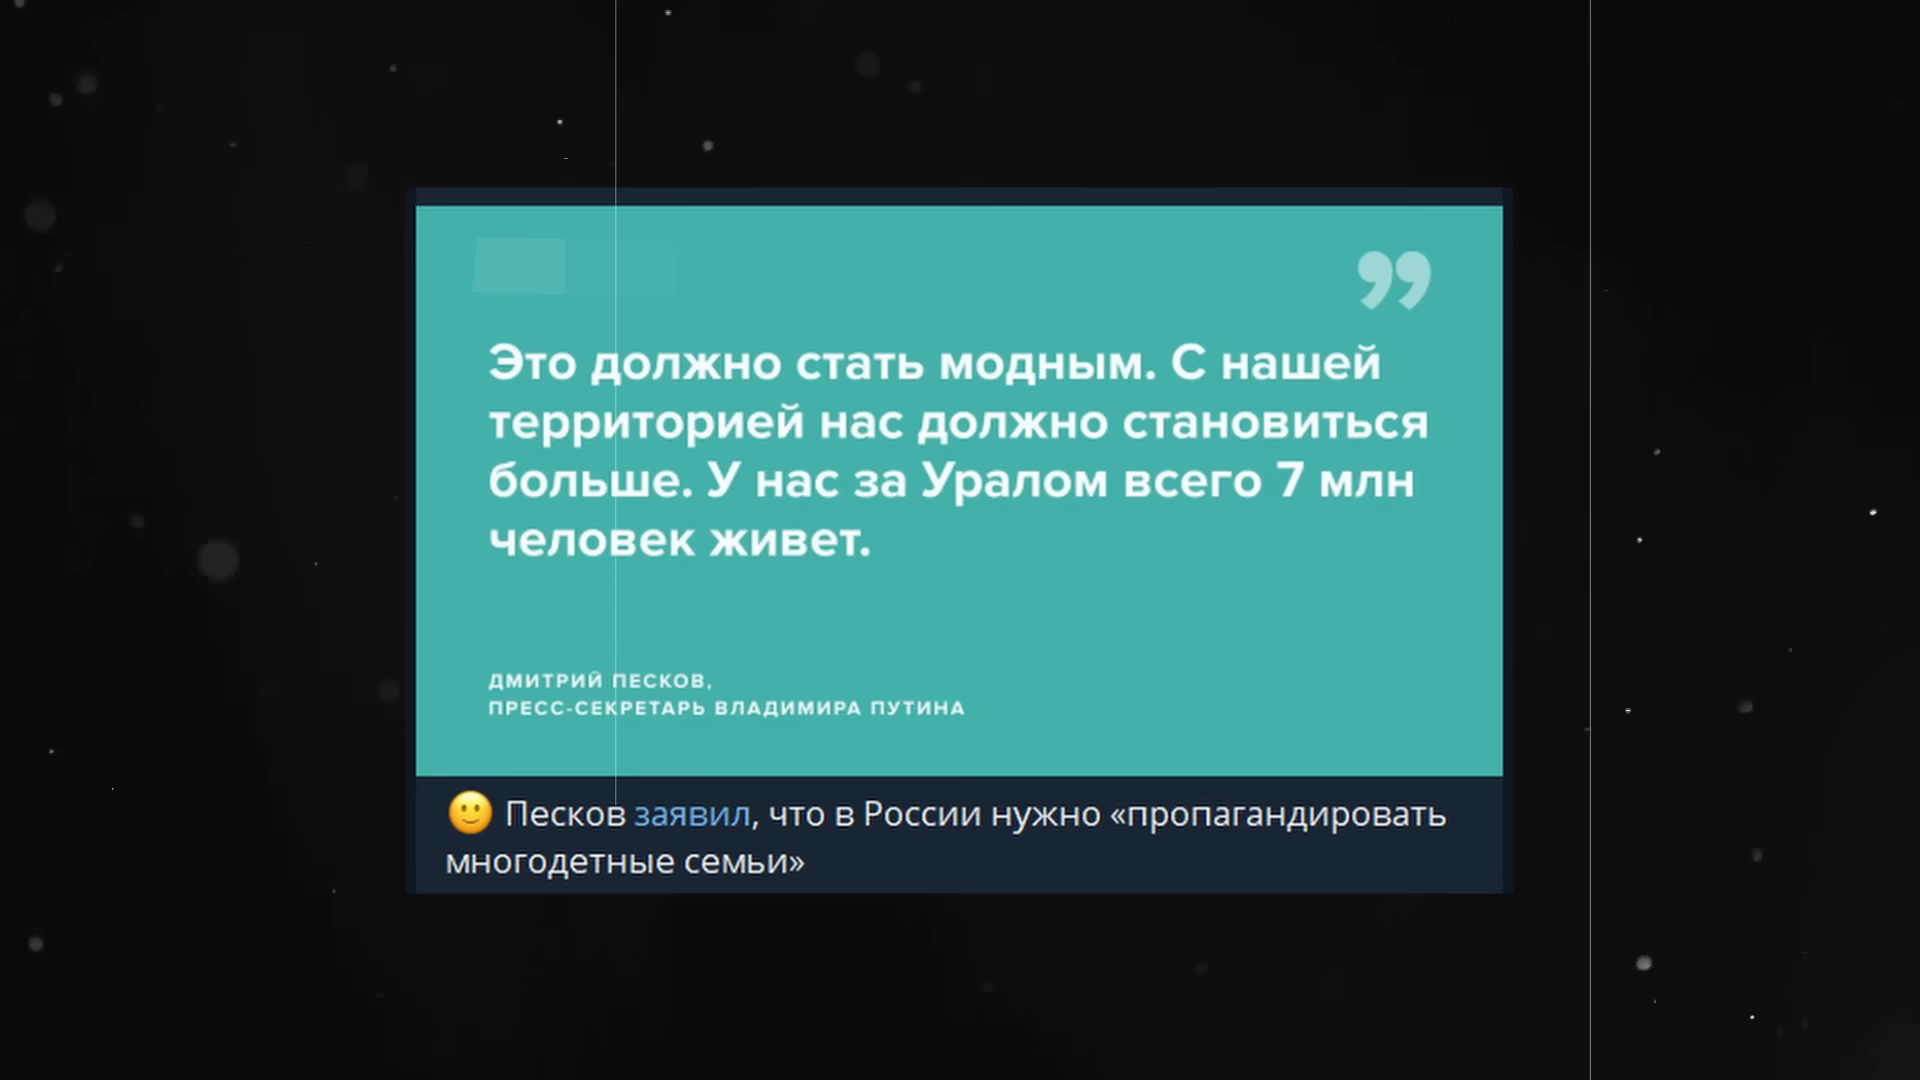 Это должно стать модным. С нашей
территорией нас должно становиться
больше. У нас за Уралом всего 7 млн
человек живет.
ДМИТРИЙ ПЕСКОВ,
ПРЕСС-СЕКРЕТАРЬ ВЛАДИМИРА ПУТИНА
🙂 Песков заявил, что в России нужно «пропагандировать
многодетные семьи»